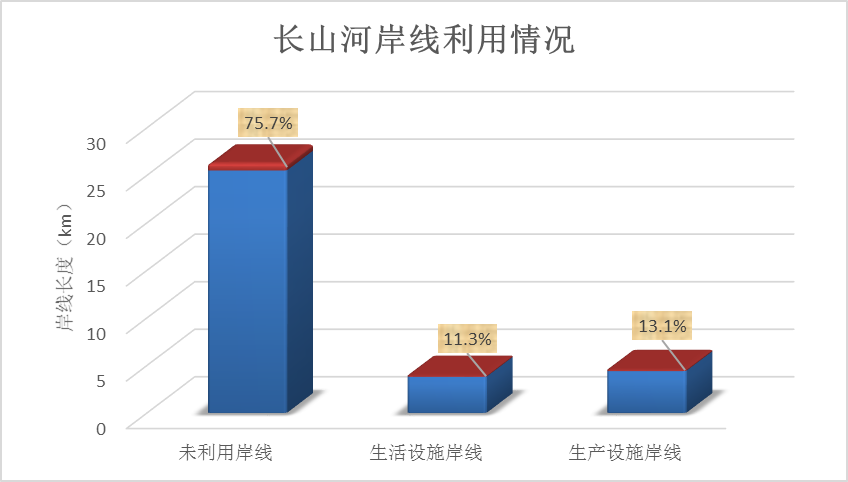 长山河岸线利用情况
岸线长度（km）
30
25
20
15
10
5
0
75.7%
11.3%
13.1%
未利用岸线
生活设施岸线
生产设施岸线